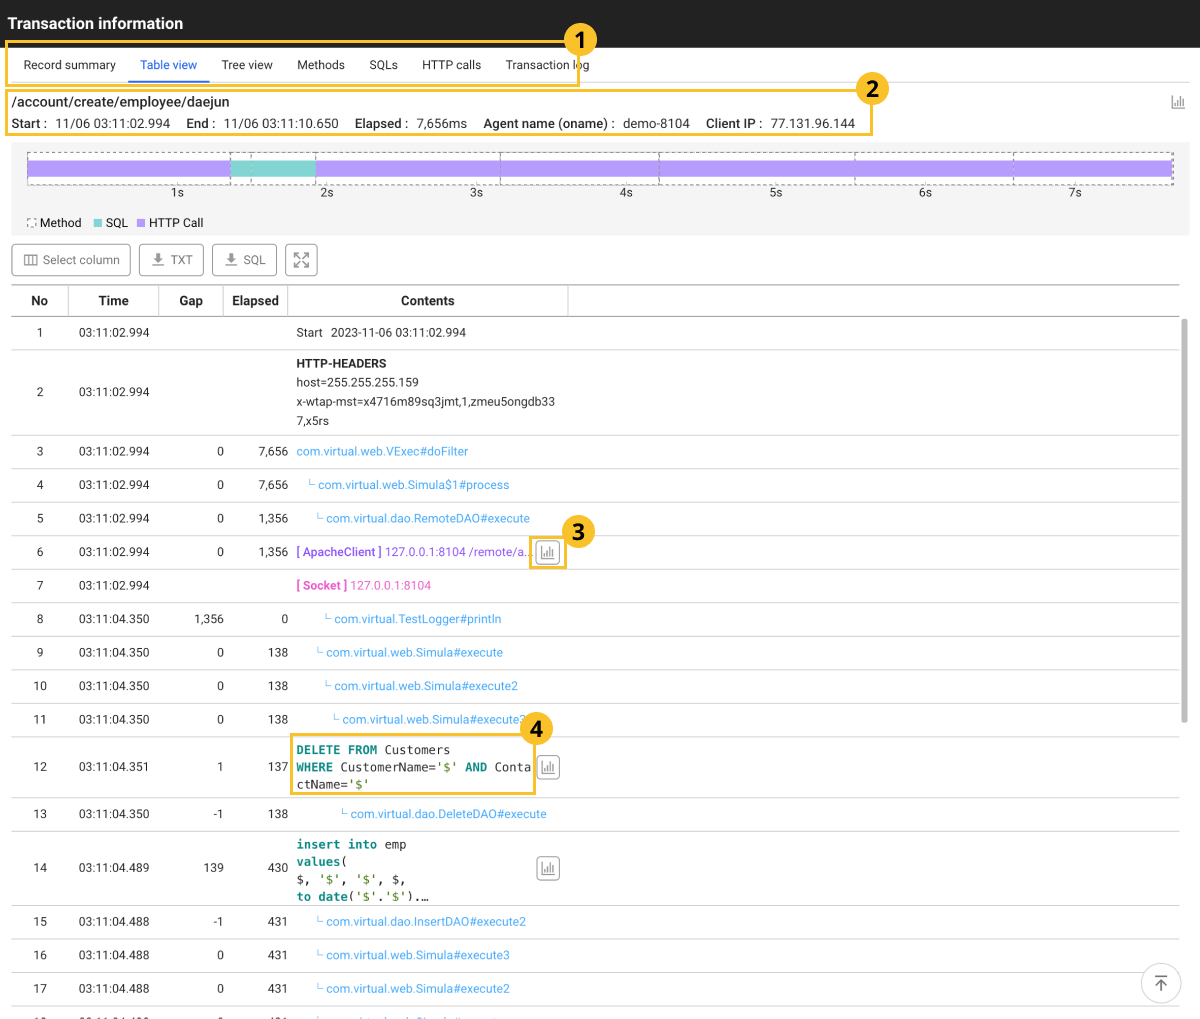 Transaction information
1
Record summary Table view Tree view Methods SQLs HTTP calls Transaction log
2
/account/create/employee/daejun
Start : 11/06 03:11:02.994 End : 11/06 03:11:10.650 Elapsed : 7,656ms Agent name (oname) : demo-8104 Client IP : 77.131.96.144
1s 2s 3s 4s 5s 6s 7s
Method SQL HTTP Call
Select column TXT SQL
No Time Gap Elapsed Contents
1 03:11:02.994 Start 2023-11-06 03:11:02.994
HTTP-HEADERS
host=255.255.255.159
2 03:11:02.994
x-wtap-mst=x4716m89sq3jmt,1,zmeu5ongdb33
7,x5rs
3 03:11:02.994 0 7,656 com.virtual.web.VExec#doFilter
4 03:11:02.994 0 7,656 com.virtual.web.Simula$1#process
5 03:11:02.994 0 1,356 com.virtual.dao.RemoteDAO#execute
3
6 03:11:02.994 0 1,356 [ ApacheClient ] 127.0.0.1:8104 /remote/a...
7 03:11:02.994 [ Socket ] 127.0.0.1:8104
8 03:11:04.350 1,356 0 com.virtual.TestLogger#println
9 03:11:04.350 0 138 com.virtual.web.Simula#execute
10 03:11:04.350 0 138 com.virtual.web.Simula#execute2
11 03:11:04.350 0 138 com.virtual.web.Simula#execute3
4
DELETE FROM Customers
12 03:11:04.351 1 137 WHERE CustomerName='$' AND Conta
ctName='$'
13 03:11:04.350 -1 138 com.virtual.dao.DeleteDAO#execute
insert into emp
values(
14 03:11:04.489 139 430
$, '$', '$', $,
to date('$'.'$')...
15 03:11:04.488 -1 431 com.virtual.dao.InsertDAO#execute2
16 03:11:04.488 0 431 com.virtual.web.Simula#execute3
17 03:11:04.488 0 431 com.virtual.web.Simula#execute2